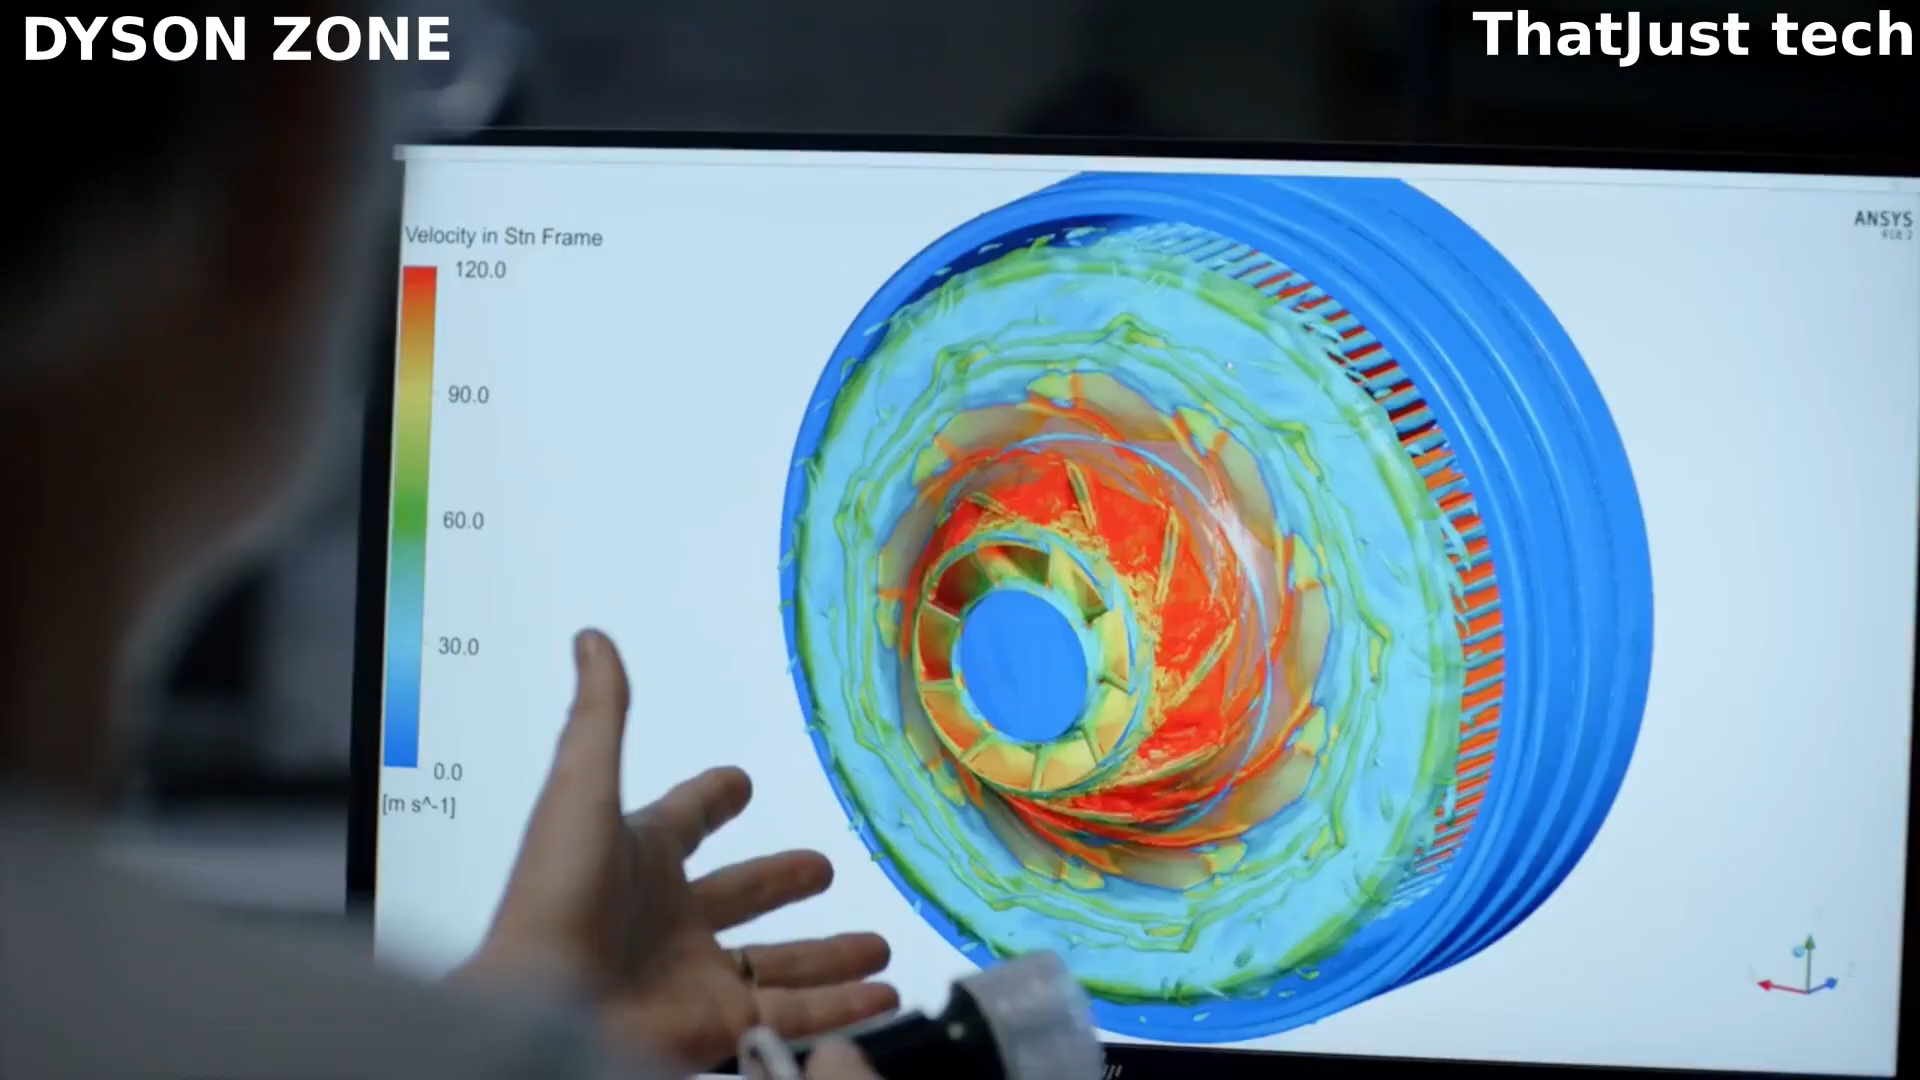 DYSON ZONE
ThatJust tech
Velocity in Stn Frame
ANSYS
120.0
90.0
60.0
30.0
0.0
[m s^-1]